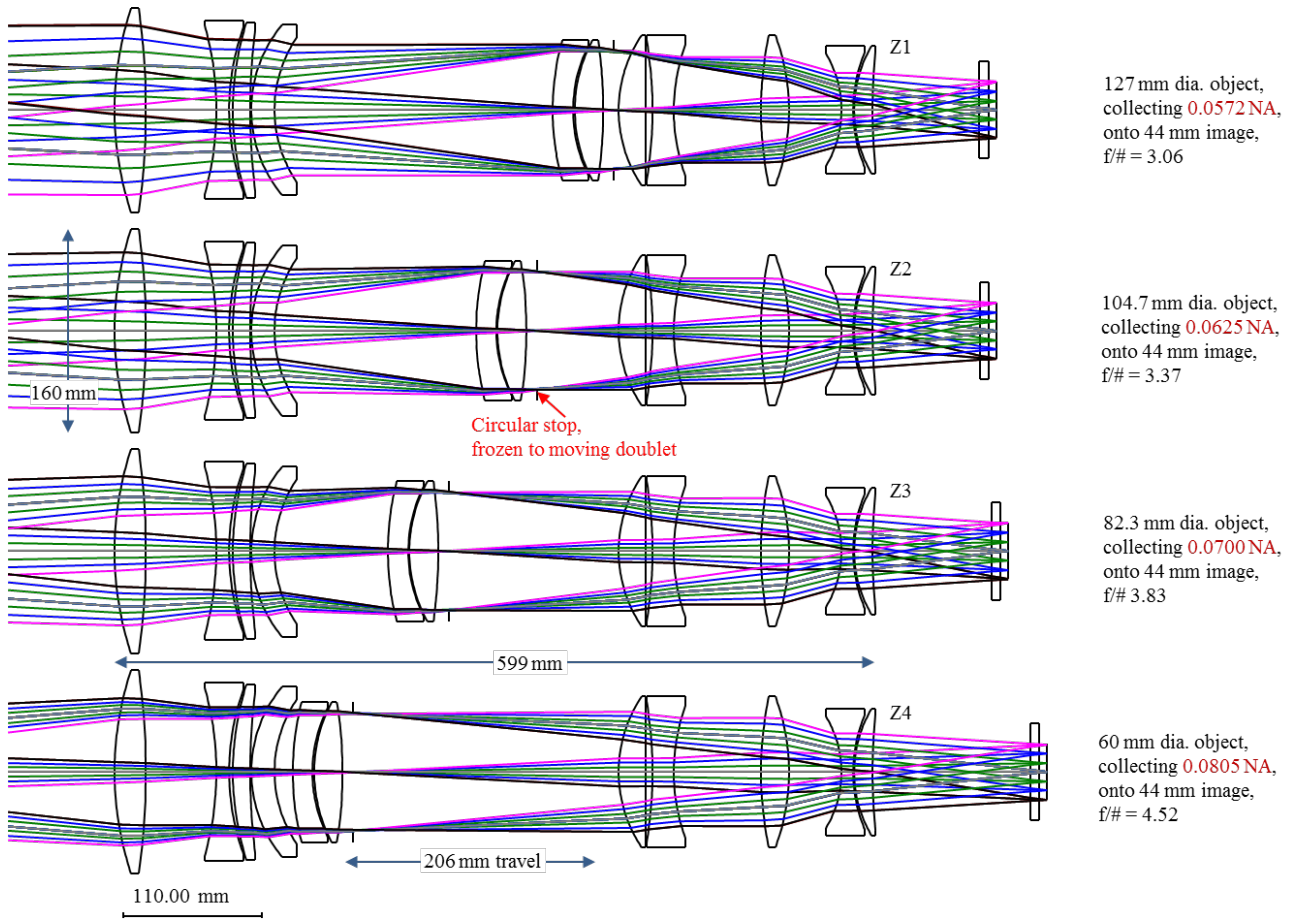 Z1
127 mm dia. object,
collecting 0.0572 NA,
onto 44 mm image,
f/# = 3.06
Z2
104.7 mm dia. object,
collecting 0.0625 NA,
onto 44 mm image,
f/# = 3.37
160 mm
Circular stop,
frozen to moving doublet
Z3
82.3 mm dia. object,
collecting 0.0700 NA,
onto 44 mm image,
f/# 3.83
599 mm
Z4
60 mm dia. object,
collecting 0.0805 NA,
onto 44 mm image,
f/# = 4.52
206 mm travel
110.00 mm